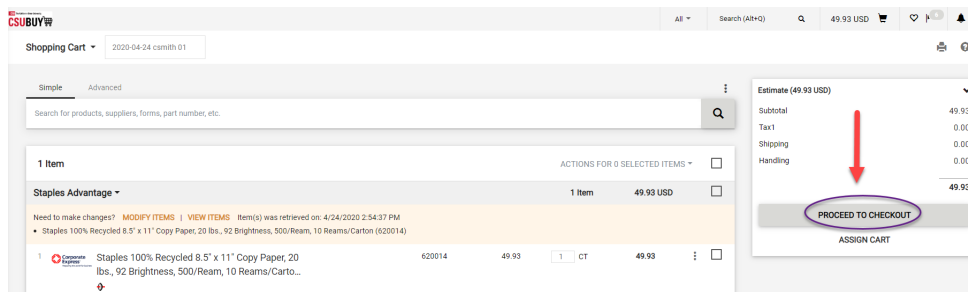 CSUBUY
All
Search (Alt+Q)
49.93 USD
Shopping Cart
2020-04-24 csmith 01
Simple
Advanced
Search for products, suppliers, forms, part number, etc.
1 Item
ACTIONS FOR 0 SELECTED ITEMS
Staples Advantage
1 Item
49.93 USD
Need to make changes? MODIFY ITEMS | VIEW ITEMS Item(s) was retrieved on: 4/24/2020 2:54:37 PM
• Staples 100% Recycled 8.5" x 11" Copy Paper, 20 lbs., 92 Brightness, 500/Ream, 10 Reams/Carton (620014)
1 Corporate Express Staples 100% Recycled 8.5" x 11" Copy Paper, 20 620014 49.93 1 CT 49.93
lbs., 92 Brightness, 500/Ream, 10 Reams/Carto...
Estimate (49.93 USD)
Subtotal 49.93
Tax1 0.00
Shipping 0.00
Handling 0.00
49.93
PROCEED TO CHECKOUT
ASSIGN CART